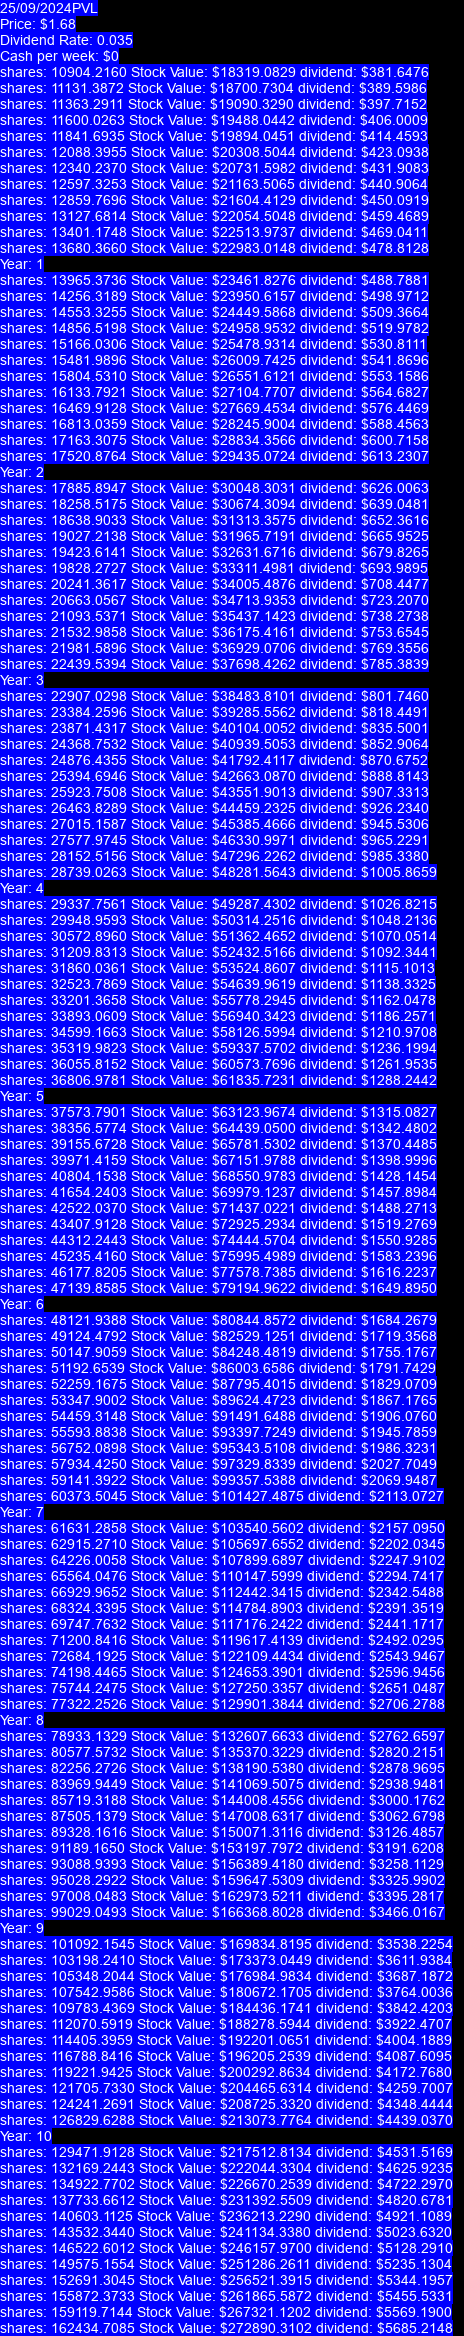 25/09/2024PVL
Price: $1.68
Dividend Rate: 0.035
Cash per week: $0
shares: 10904.2160 Stock Value: $18319.0829 dividend: $381.6476
shares: 11131.3872 Stock Value: $18700.7304 dividend: $389.5986
shares: 11363.2911 Stock Value: $19090.3290 dividend: $397.7152
shares: 11600.0263 Stock Value: $19488.0442 dividend: $406.0009
shares: 11841.6935 Stock Value: $19894.0451 dividend: $414.4593
shares: 12088.3955 Stock Value: $20308.5044 dividend: $423.0938
shares: 12340.2370 Stock Value: $20731.5982 dividend: $431.9083
shares: 12597.3253 Stock Value: $21163.5065 dividend: $440.9064
shares: 12859.7696 Stock Value: $21604.4129 dividend: $450.0919
shares: 13127.6814 Stock Value: $22054.5048 dividend: $459.4689
shares: 13401.1748 Stock Value: $22513.9737 dividend: $469.0411
shares: 13680.3660 Stock Value: $22983.0148 dividend: $478.8128
Year: 1
shares: 13965.3736 Stock Value: $23461.8276 dividend: $488.7881
shares: 14256.3189 Stock Value: $23950.6157 dividend: $498.9712
shares: 14553.3255 Stock Value: $24449.5868 dividend: $509.3664
shares: 14856.5198 Stock Value: $24958.9532 dividend: $519.9782
shares: 15166.0306 Stock Value: $25478.9314 dividend: $530.8111
shares: 15481.9896 Stock Value: $26009.7425 dividend: $541.8696
shares: 15804.5310 Stock Value: $26551.6121 dividend: $553.1586
shares: 16133.7921 Stock Value: $27104.7707 dividend: $564.6827
shares: 16469.9128 Stock Value: $27669.4534 dividend: $576.4469
shares: 16813.0359 Stock Value: $28245.9004 dividend: $588.4563
shares: 17163.3075 Stock Value: $28834.3566 dividend: $600.7158
shares: 17520.8764 Stock Value: $29435.0724 dividend: $613.2307
Year: 2
shares: 17885.8947 Stock Value: $30048.3031 dividend: $626.0063
shares: 18258.5175 Stock Value: $30674.3094 dividend: $639.0481
shares: 18638.9033 Stock Value: $31313.3575 dividend: $652.3616
shares: 19027.2138 Stock Value: $31965.7191 dividend: $665.9525
shares: 19423.6141 Stock Value: $32631.6716 dividend: $679.8265
shares: 19828.2727 Stock Value: $33311.4981 dividend: $693.9895
shares: 20241.3617 Stock Value: $34005.4876 dividend: $708.4477
shares: 20663.0567 Stock Value: $34713.9353 dividend: $723.2070
shares: 21093.5371 Stock Value: $35437.1423 dividend: $738.2738
shares: 21532.9858 Stock Value: $36175.4161 dividend: $753.6545
shares: 21981.5896 Stock Value: $36929.0706 dividend: $769.3556
shares: 22439.5394 Stock Value: $37698.4262 dividend: $785.3839
Year: 3
shares: 22907.0298 Stock Value: $38483.8101 dividend: $801.7460
shares: 23384.2596 Stock Value: $39285.5562 dividend: $818.4491
shares: 23871.4317 Stock Value: $40104.0052 dividend: $835.5001
shares: 24368.7532 Stock Value: $40939.5053 dividend: $852.9064
shares: 24876.4355 Stock Value: $41792.4117 dividend: $870.6752
shares: 25394.6946 Stock Value: $42663.0870 dividend: $888.8143
shares: 25923.7508 Stock Value: $43551.9013 dividend: $907.3313
shares: 26463.8289 Stock Value: $44459.2325 dividend: $926.2340
shares: 27015.1587 Stock Value: $45385.4666 dividend: $945.5306
shares: 27577.9745 Stock Value: $46330.9971 dividend: $965.2291
shares: 28152.5156 Stock Value: $47296.2262 dividend: $985.3380
shares: 28739.0263 Stock Value: $48281.5643 dividend: $1005.8659
Year: 4
shares: 29337.7561 Stock Value: $49287.4302 dividend: $1026.8215
shares: 29948.9593 Stock Value: $50314.2516 dividend: $1048.2136
shares: 30572.8960 Stock Value: $51362.4652 dividend: $1070.0514
shares: 31209.8313 Stock Value: $52432.5166 dividend: $1092.3441
shares: 31860.0361 Stock Value: $53524.8607 dividend: $1115.1013
shares: 32523.7869 Stock Value: $54639.9619 dividend: $1138.3325
shares: 33201.3658 Stock Value: $55778.2945 dividend: $1162.0478
shares: 33893.0609 Stock Value: $56940.3423 dividend: $1186.2571
shares: 34599.1663 Stock Value: $58126.5994 dividend: $1210.9708
shares: 35319.9823 Stock Value: $59337.5702 dividend: $1236.1994
shares: 36055.8152 Stock Value: $60573.7696 dividend: $1261.9535
shares: 36806.9781 Stock Value: $61835.7231 dividend: $1288.2442
Year: 5
shares: 37573.7901 Stock Value: $63123.9674 dividend: $1315.0827
shares: 38356.5774 Stock Value: $64439.0500 dividend: $1342.4802
shares: 39155.6728 Stock Value: $65781.5302 dividend: $1370.4485
shares: 39971.4159 Stock Value: $67151.9788 dividend: $1398.9996
shares: 40804.1538 Stock Value: $68550.9783 dividend: $1428.1454
shares: 41654.2403 Stock Value: $69979.1237 dividend: $1457.8984
shares: 42522.0370 Stock Value: $71437.0221 dividend: $1488.2713
shares: 43407.9128 Stock Value: $72925.2934 dividend: $1519.2769
shares: 44312.2443 Stock Value: $74444.5704 dividend: $1550.9285
shares: 45235.4160 Stock Value: $75995.4989 dividend: $1583.2396
shares: 46177.8205 Stock Value: $77578.7385 dividend: $1616.2237
shares: 47139.8585 Stock Value: $79194.9622 dividend: $1649.8950
Year: 6
shares: 48121.9388 Stock Value: $80844.8572 dividend: $1684.2679
shares: 49124.4792 Stock Value: $82529.1251 dividend: $1719.3568
shares: 50147.9059 Stock Value: $84248.4819 dividend: $1755.1767
shares: 51192.6539 Stock Value: $86003.6586 dividend: $1791.7429
shares: 52259.1675 Stock Value: $87795.4015 dividend: $1829.0709
shares: 53347.9002 Stock Value: $89624.4723 dividend: $1867.1765
shares: 54459.3148 Stock Value: $91491.6488 dividend: $1906.0760
shares: 55593.8838 Stock Value: $93397.7249 dividend: $1945.7859
shares: 56752.0898 Stock Value: $95343.5108 dividend: $1986.3231
shares: 57934.4250 Stock Value: $97329.8339 dividend: $2027.7049
shares: 59141.3922 Stock Value: $99357.5388 dividend: $2069.9487
shares: 60373.5045 Stock Value: $101427.4875 dividend: $2113.0727
Year: 7
shares: 61631.2858 Stock Value: $103540.5602 dividend: $2157.0950
shares: 62915.2710 Stock Value: $105697.6552 dividend: $2202.0345
shares: 64226.0058 Stock Value: $107899.6897 dividend: $2247.9102
shares: 65564.0476 Stock Value: $110147.5999 dividend: $2294.7417
shares: 66929.9652 Stock Value: $112442.3415 dividend: $2342.5488
shares: 68324.3395 Stock Value: $114784.8903 dividend: $2391.3519
shares: 69747.7632 Stock Value: $117176.2422 dividend: $2441.1717
shares: 71200.8416 Stock Value: $119617.4139 dividend: $2492.0295
shares: 72684.1925 Stock Value: $122109.4434 dividend: $2543.9467
shares: 74198.4465 Stock Value: $124653.3901 dividend: $2596.9456
shares: 75744.2475 Stock Value: $127250.3357 dividend: $2651.0487
shares: 77322.2526 Stock Value: $129901.3844 dividend: $2706.2788
Year: 8
shares: 78933.1329 Stock Value: $132607.6633 dividend: $2762.6597
shares: 80577.5732 Stock Value: $135370.3229 dividend: $2820.2151
shares: 82256.2726 Stock Value: $138190.5380 dividend: $2878.9695
shares: 83969.9449 Stock Value: $141069.5075 dividend: $2938.9481
shares: 85719.3188 Stock Value: $144008.4556 dividend: $3000.1762
shares: 87505.1379 Stock Value: $147008.6317 dividend: $3062.6798
shares: 89328.1616 Stock Value: $150071.3116 dividend: $3126.4857
shares: 91189.1650 Stock Value: $153197.7972 dividend: $3191.6208
shares: 93088.9393 Stock Value: $156389.4180 dividend: $3258.1129
shares: 95028.2922 Stock Value: $159647.5309 dividend: $3325.9902
shares: 97008.0483 Stock Value: $162973.5211 dividend: $3395.2817
shares: 99029.0493 Stock Value: $166368.8028 dividend: $3466.0167
Year: 9
shares: 101092.1545 Stock Value: $169834.8195 dividend: $3538.2254
shares: 103198.2410 Stock Value: $173373.0449 dividend: $3611.9384
shares: 105348.2044 Stock Value: $176984.9834 dividend: $3687.1872
shares: 107542.9586 Stock Value: $180672.1705 dividend: $3764.0036
shares: 109783.4369 Stock Value: $184436.1741 dividend: $3842.4203
shares: 112070.5919 Stock Value: $188278.5944 dividend: $3922.4707
shares: 114405.3959 Stock Value: $192201.0651 dividend: $4004.1889
shares: 116788.8416 Stock Value: $196205.2539 dividend: $4087.6095
shares: 119221.9425 Stock Value: $200292.8634 dividend: $4172.7680
shares: 121705.7330 Stock Value: $204465.6314 dividend: $4259.7007
shares: 124241.2691 Stock Value: $208725.3320 dividend: $4348.4444
shares: 126829.6288 Stock Value: $213073.7764 dividend: $4439.0370
Year: 10
shares: 129471.9128 Stock Value: $217512.8134 dividend: $4531.5169
shares: 132169.2443 Stock Value: $222044.3304 dividend: $4625.9235
shares: 134922.7702 Stock Value: $226670.2539 dividend: $4722.2970
shares: 137733.6612 Stock Value: $231392.5509 dividend: $4820.6781
shares: 140603.1125 Stock Value: $236213.2290 dividend: $4921.1089
shares: 143532.3440 Stock Value: $241134.3380 dividend: $5023.6320
shares: 146522.6012 Stock Value: $246157.9700 dividend: $5128.2910
shares: 149575.1554 Stock Value: $251286.2611 dividend: $5235.1304
shares: 152691.3045 Stock Value: $256521.3915 dividend: $5344.1957
shares: 155872.3733 Stock Value: $261865.5872 dividend: $5455.5331
shares: 159119.7144 Stock Value: $267321.1202 dividend: $5569.1900
shares: 162434.7085 Stock Value: $272890.3102 dividend: $5685.2148